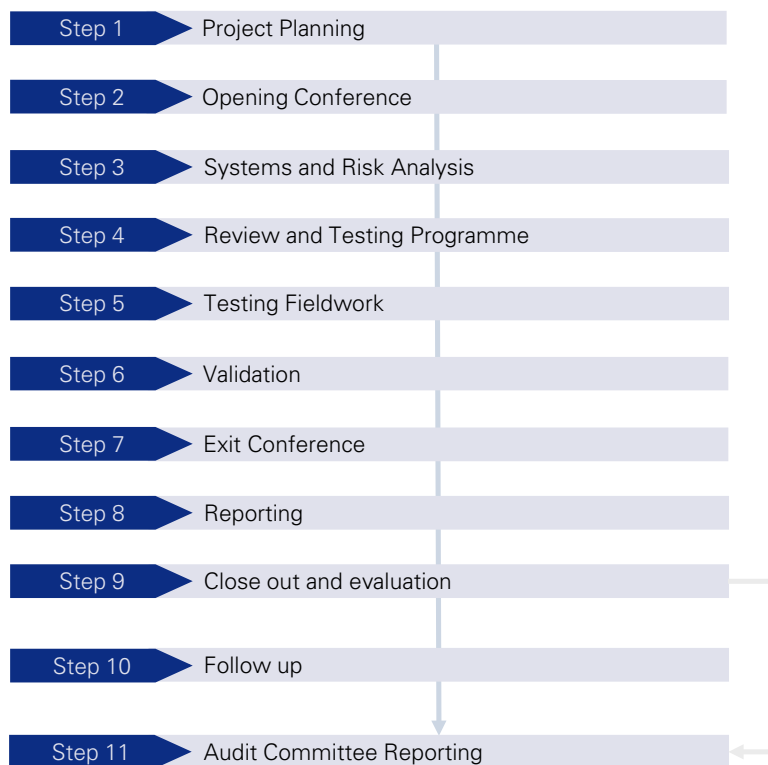 Step 1 Project Planning
Step 2 Opening Conference
Step 3 Systems and Risk Analysis
Step 4 Review and Testing Programme
Step 5 Testing Fieldwork
Step 6 Validation
Step 7 Exit Conference
Step 8 Reporting
Step 9 Close out and evaluation
Step 10 Follow up
Step 11 Audit Committee Reporting